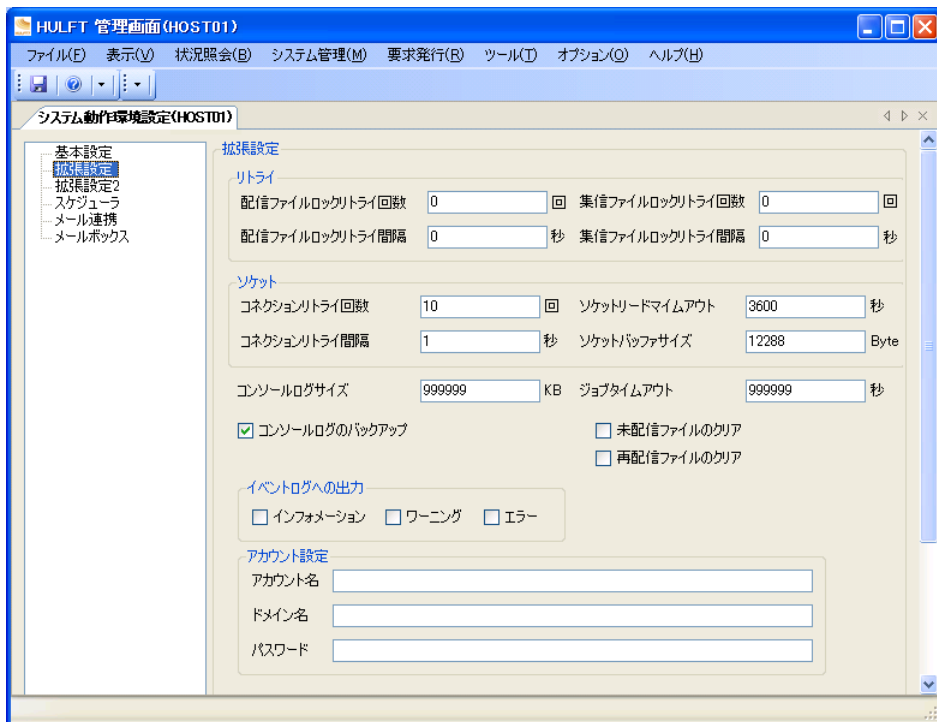 HULFT 管理画面(HOST01)
ファイル(F) 表示(V) 状況照会(B) システム管理(M) 要求発行(R) ツール(T) オプション(O) ヘルプ(H)
システム動作環境設定(HOST01)
基本設定
拡張設定
拡張設定2
スケジューラ
メール連携
メールボックス
拡張設定
リトライ
配信ファイルロックリトライ回数 0 回 集信ファイルロックリトライ回数 0 回
配信ファイルロックリトライ間隔 0 秒 集信ファイルロックリトライ間隔 0 秒
ソケット
コネクションリトライ回数 10 回 ソケットリードマイムアウト 3600 秒
コネクションリトライ間隔 1 秒 ソケットバッファサイズ 12288 Byte
コンソールログサイズ 999999 KB ジョブタイムアウト 999999 秒
コンソールログのバックアップ 未配信ファイルのクリア
再配信ファイルのクリア
イベントログへの出力
インフォメーション ワーニング エラー
アカウント設定
アカウント名
ドメイン名
パスワード